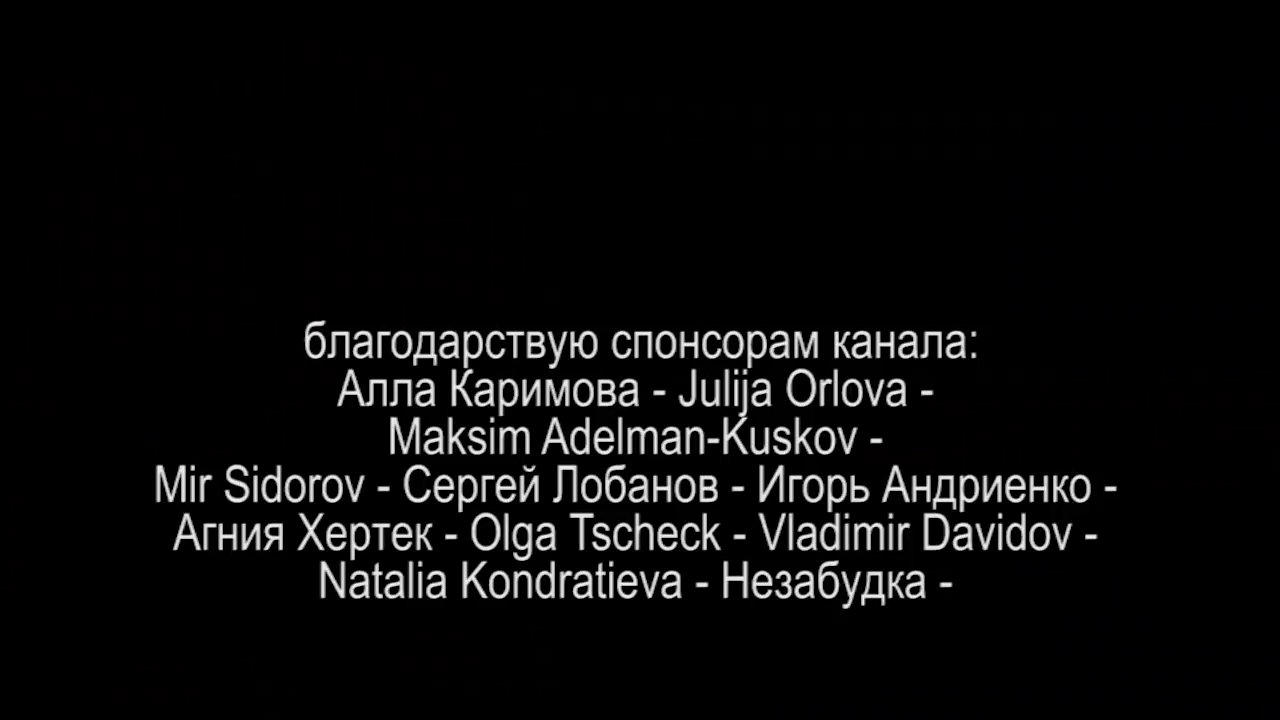 благодарствую спонсорам канала:
Алла Каримова - Julija Orlova -
Maksim Adelman-Kuskov -
Mir Sidorov - Сергей Лобанов - Игорь Андриенко -
Агния Хертек - Olga Tscheck - Vladimir Davidov -
Natalia Kondratieva - Незабудка -